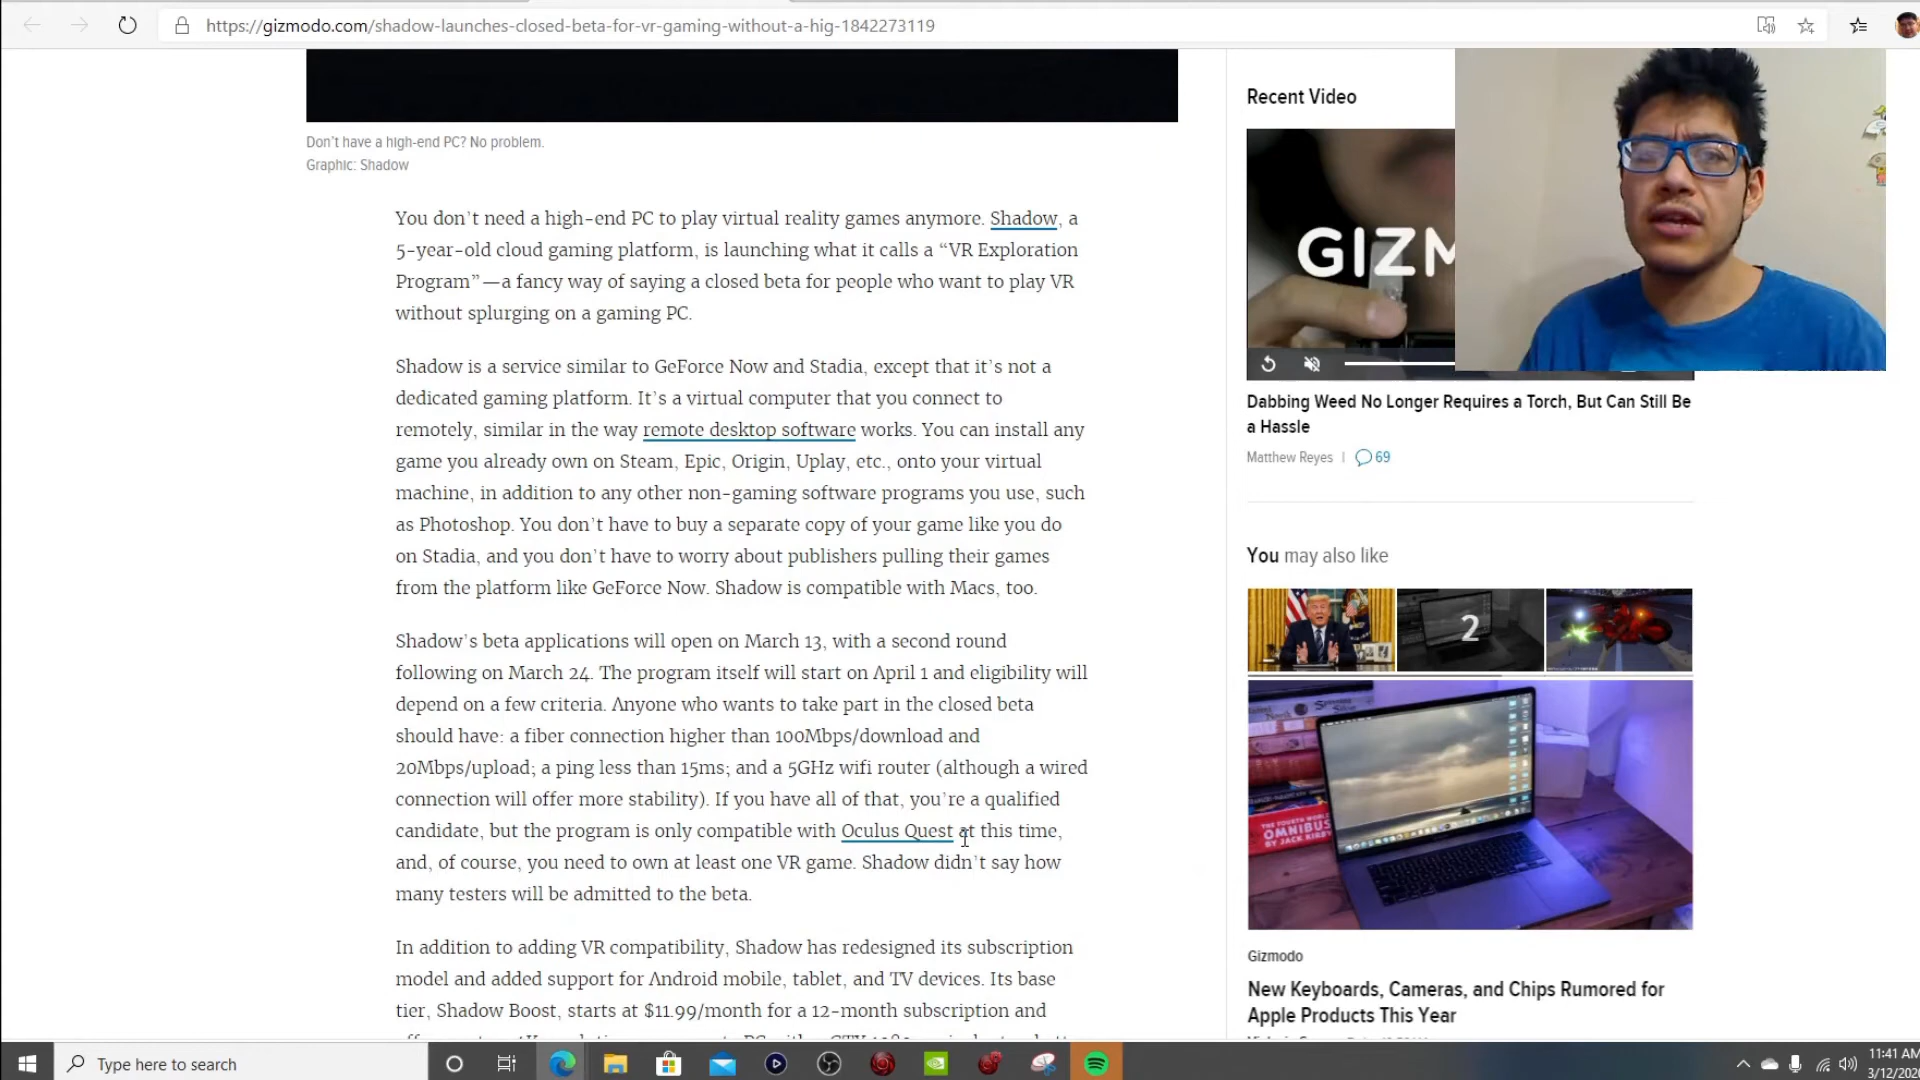 https://gizmodo.com/shadow-launches-closed-beta-for-vr-gaming-without-a-hig-1842273119
Don't have a high-end PC? No problem.
Graphic: Shadow
You don't need a high-end PC to play virtual reality games anymore. Shadow, a
5-year-old cloud gaming platform, is launching what it calls a “VR Exploration
Program”—a fancy way of saying a closed beta for people who want to play VR
without splurging on a gaming PC.
Shadow is a service similar to GeForce Now and Stadia, except that it's not a
dedicated gaming platform. It's a virtual computer that you connect to
remotely, similar in the way remote desktop software works. You can install any
game you already own on Steam, Epic, Origin, Uplay, etc., onto your virtual
machine, in addition to any other non-gaming software programs you use, such
as Photoshop. You don't have to buy a separate copy of your game like you do
on Stadia, and you don't have to worry about publishers pulling their games
from the platform like GeForce Now. Shadow is compatible with Macs, too.
Shadow's beta applications will open on March 13, with a second round
following on March 24. The program itself will start on April 1 and eligibility will
depend on a few criteria. Anyone who wants to take part in the closed beta
should have: a fiber connection higher than 100Mbps/download and
20Mbps/upload; a ping less than 15ms; and a 5GHz wifi router (although a wired
connection will offer more stability). If you have all of that, you're a qualified
candidate, but the program is only compatible with Oculus Quest at this time,
and, of course, you need to own at least one VR game. Shadow didn't say how
many testers will be admitted to the beta.
In addition to adding VR compatibility, Shadow has redesigned its subscription
model and added support for Android mobile, tablet, and TV devices. Its base
tier, Shadow Boost, starts at $11.99/month for a 12-month subscription and
Recent Video
GIZM
Dabbing Weed No Longer Requires a Torch, But Can Still Be
a Hassle
Matthew Reyes | 69
You may also like
2
THE FOURTH WORLD
OMNIBUS
JACK KIRBY
Gizmodo
New Keyboards, Cameras, and Chips Rumored for
Apple Products This Year
Type here to search
11:41 AM
3/12/202